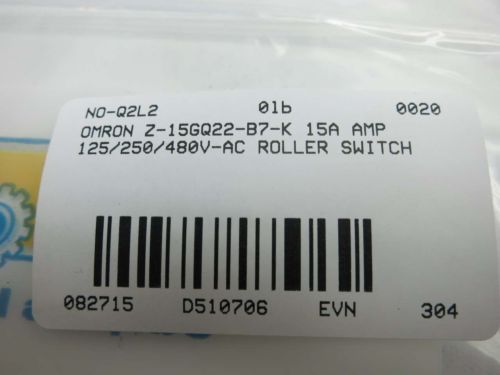 NO-Q2L2 01b 0020
OMRON Z-15GQ22-B7-K 15A AMP
125/250/480V-AC ROLLER SWITCH
082715 D510706 EVN 304